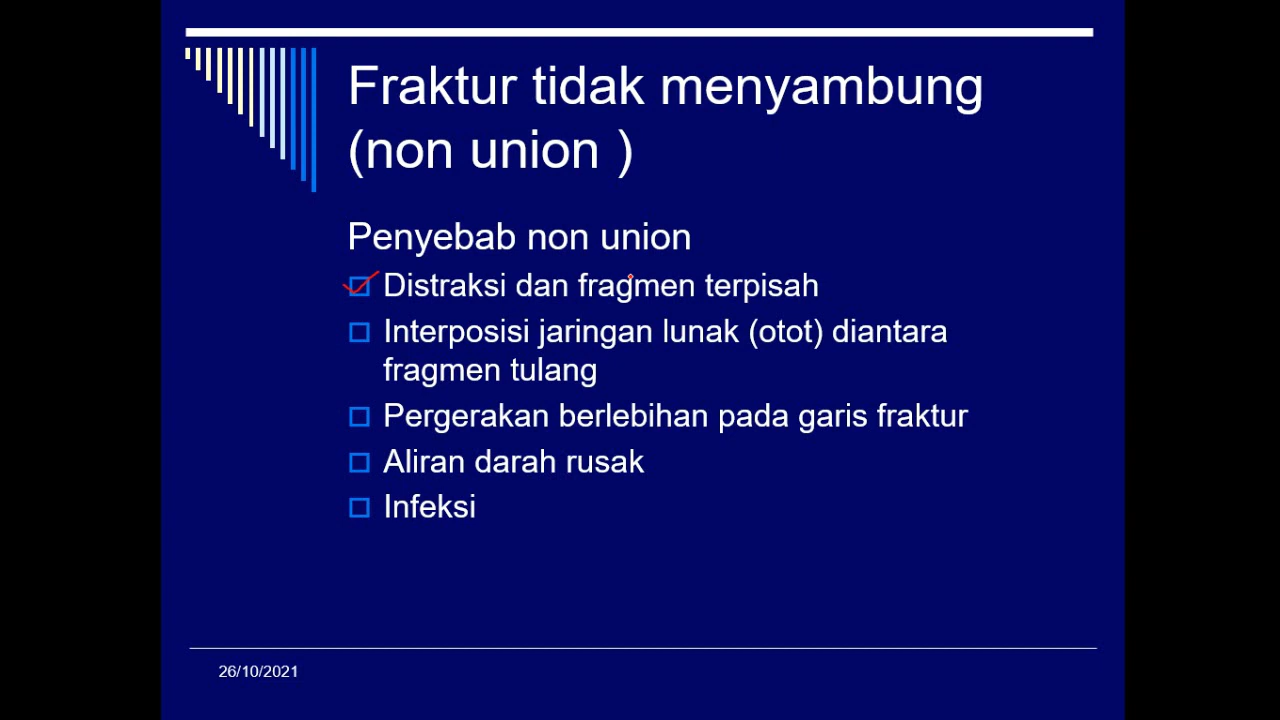 Fraktur tidak menyambung
(non union )
Penyebab non union
Distraksi dan fragmen terpisah
Interposisi jaringan lunak (otot) diantara
fragmen tulang
Pergerakan berlebihan pada garis fraktur
Aliran darah rusak
Infeksi
26/10/2021